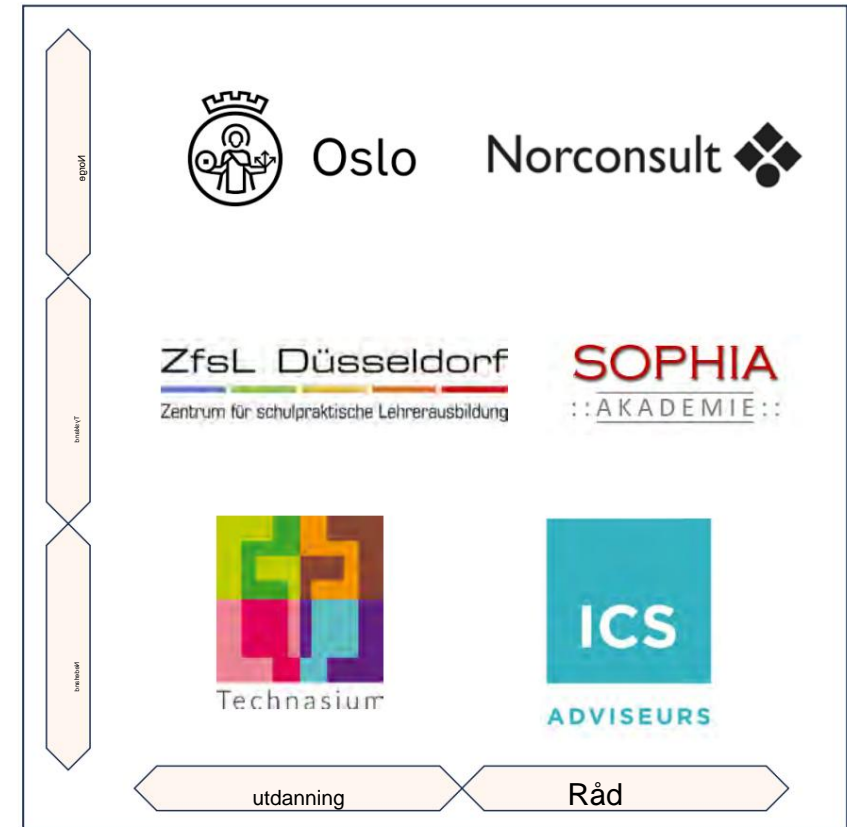 Norge
Oslo
Norconsult
Tyskland
ZfsL Düsseldorf
Zentrum für schulpraktische Lehrerausbildung
SOPHIA
::AKADEMIE::
Nederland
Technasium
ICS
ADVISEURS
utdanning
Råd